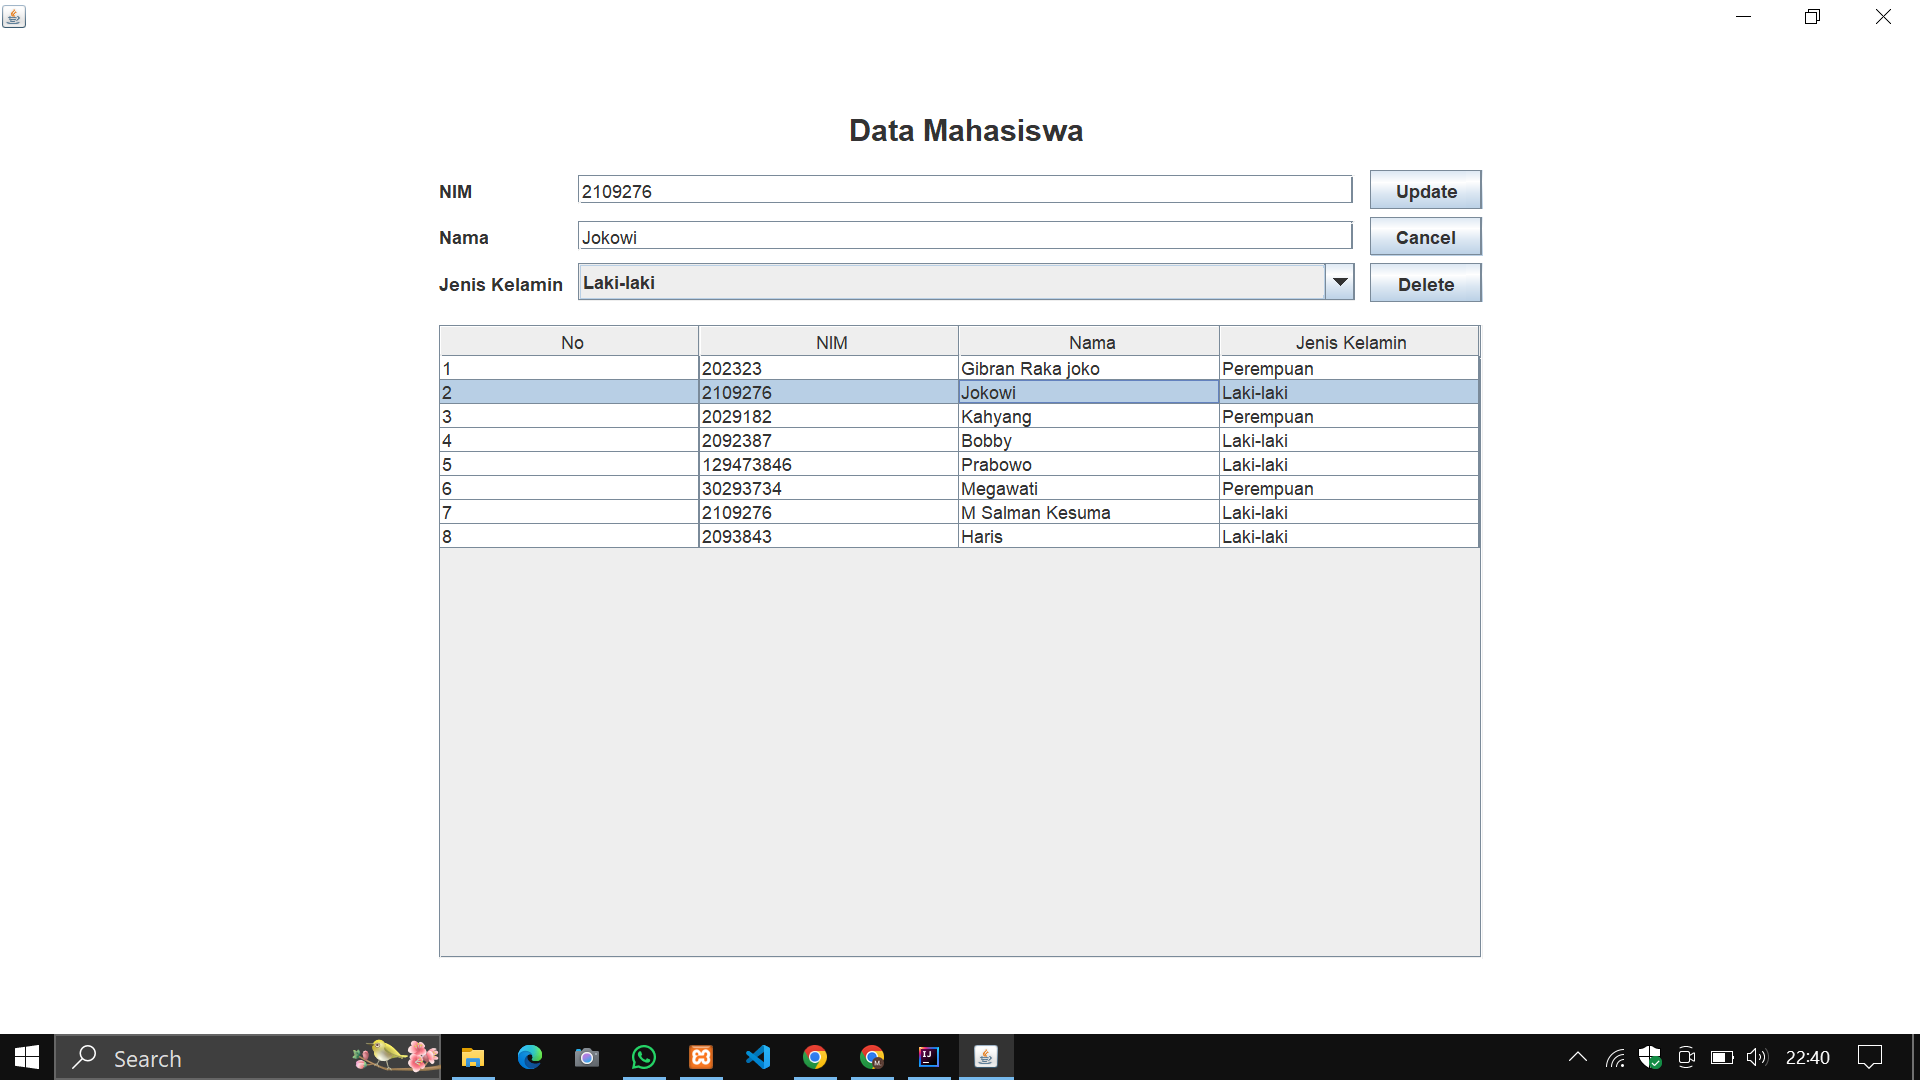 Data Mahasiswa
NIM 2109276 Update
Nama Jokowi Cancel
Jenis Kelamin Laki-laki Delete
No NIM Nama Jenis Kelamin
1 202323 Gibran Raka joko Perempuan
2 2109276 Jokowi Laki-laki
3 2029182 Kahyang Perempuan
4 2092387 Bobby Laki-laki
5 129473846 Prabowo Laki-laki
6 30293734 Megawati Perempuan
7 2109276 M Salman Kesuma Laki-laki
8 2093843 Haris Laki-laki
Search 22:40